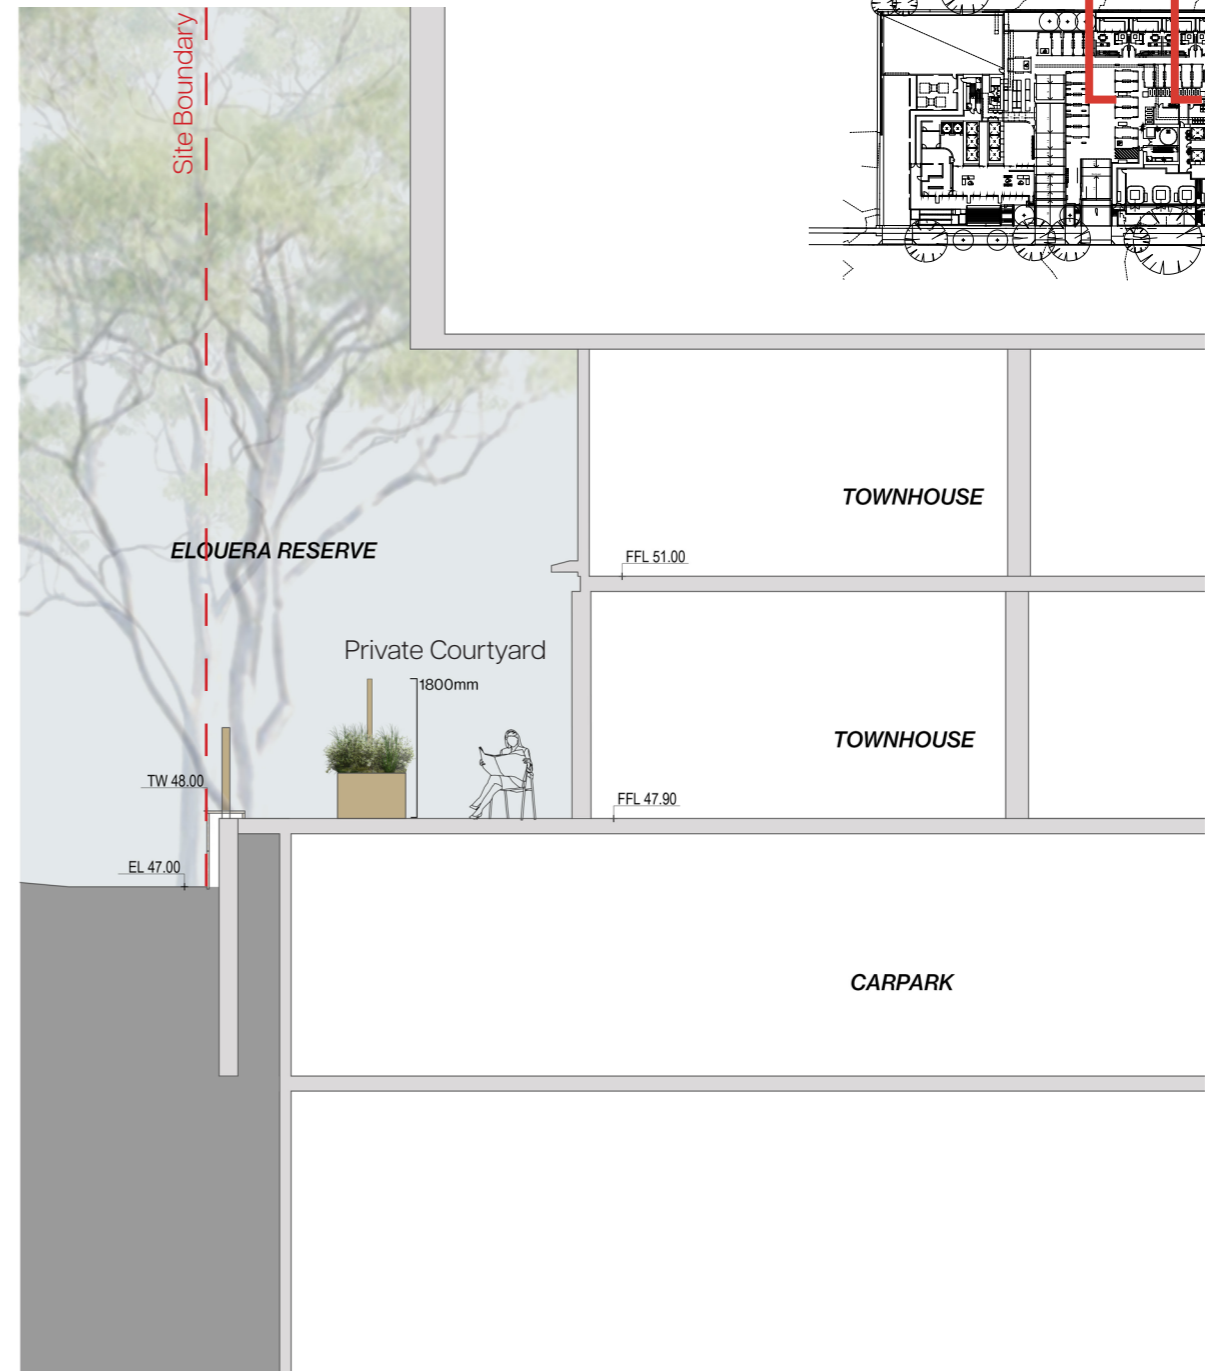 Site Boundary
TOWNHOUSE
ELOUERA RESERVE
FFL 51.00
Private Courtyard
1800mm
TOWNHOUSE
TW 48.00
FFL 47.90
EL 47.00
CARPARK